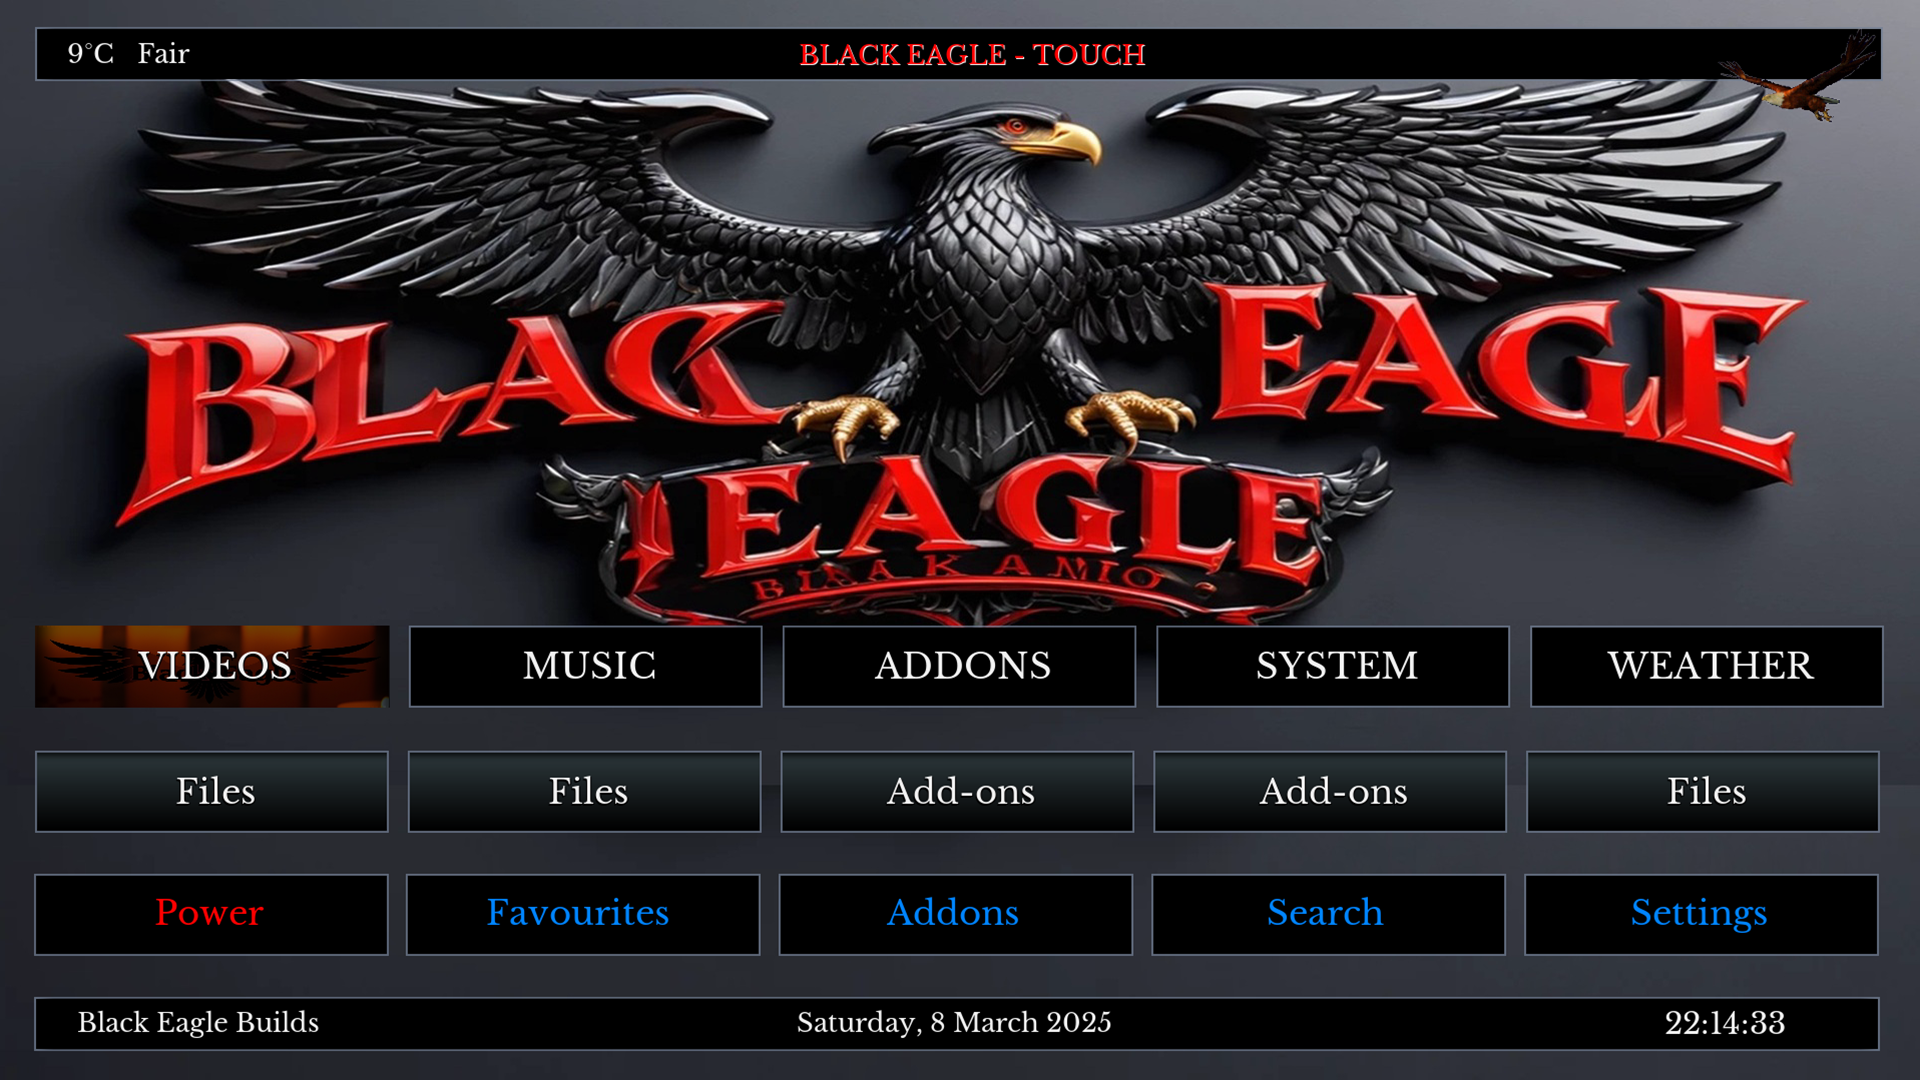 9°C Fair BLACK EAGLE - TOUCH
BLAC EAGE
EAGLE
VIDEOS MUSIC ADDONS SYSTEM WEATHER
Files Files Add-ons Add-ons Files
Power Favourites Addons Search Settings
Black Eagle Builds Saturday, 8 March 2025 22:14:33